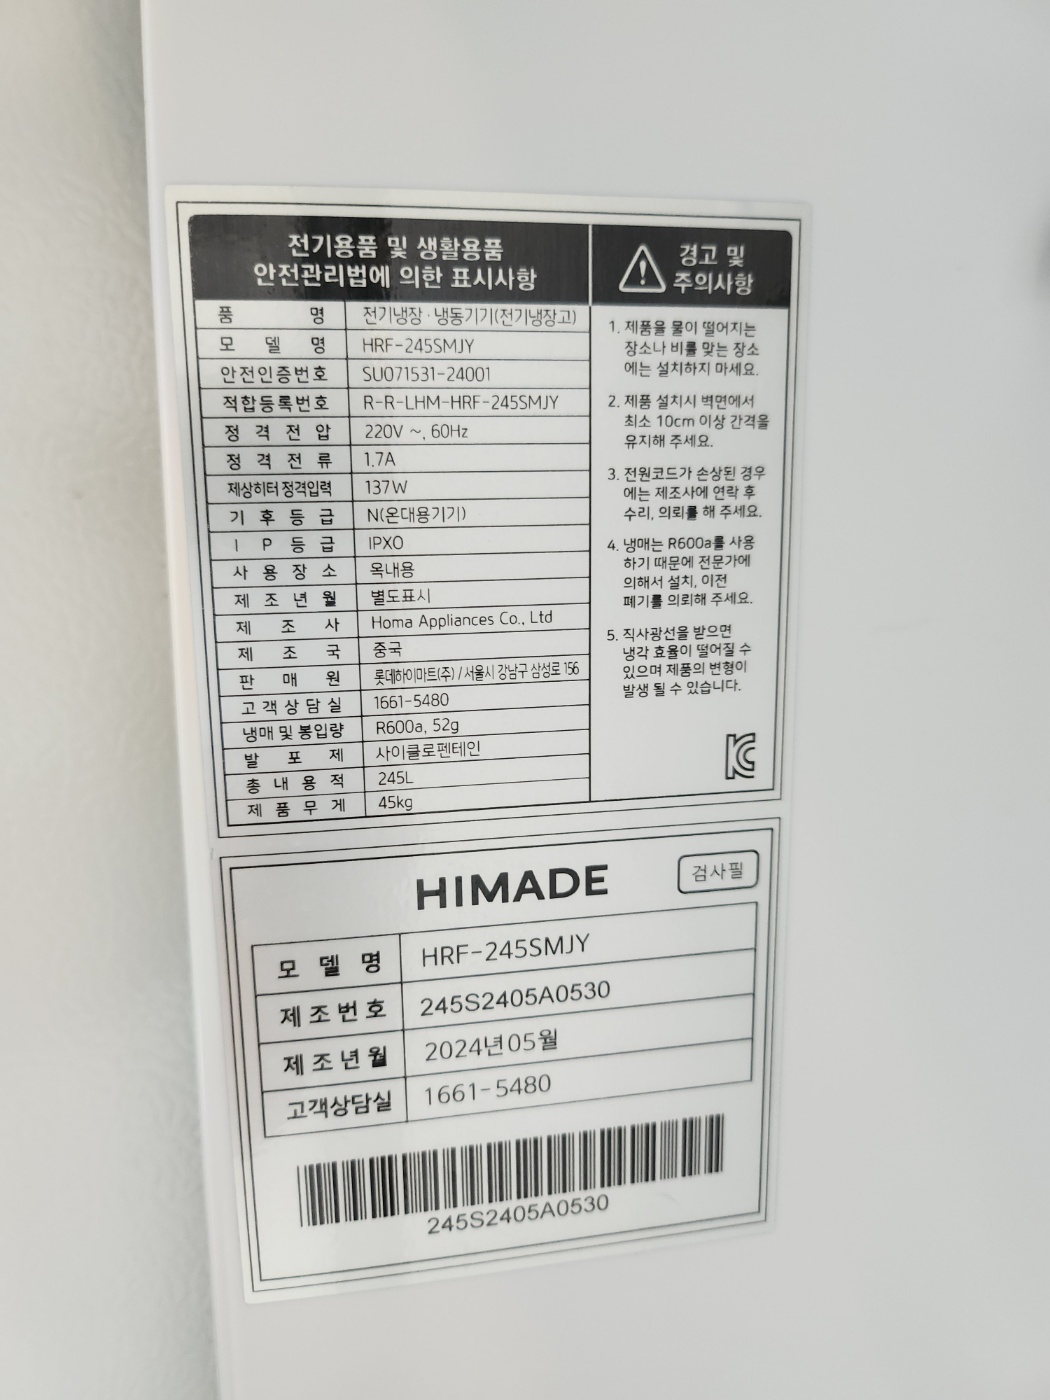 전기용품 및 생활용품
안전관리법에 의한 표시사항
품 명 전기냉장·냉동기기(전기냉장고)
모 델 명 HRF-245SMJY
안전인증번호 SU071531-24001
적합등록번호 R-R-LHM-HRF-245SMJY
정 격 전 압 220V ~, 60Hz
정 격 전 류 1.7A
제상히터 정격입력 137W
기 후 등 급 N(온대용기기)
I P 등 급 IPX0
사 용 장 소 옥내용
제 조 년 월 별도표시
제 조 사 Homa Appliances Co., Ltd
제 조 국 중국
판 매 원 롯데하이마트(주) / 서울시 강남구 삼성로 156
고 객 상 담 실 1661-5480
냉매 및 봉입량 R600a, 52g
발 포 제 사이클로펜테인
총 내 용 적 245L
제 품 무 게 45kg
경고 및
주의사항
1. 제품을 물이 떨어지는
장소나 비를 맞는 장소
에는 설치하지 마세요.
2. 제품 설치시 벽면에서
최소 10cm 이상 간격을
유지해 주세요.
3. 전원코드가 손상된 경우
에는 제조사에 연락 후
수리, 의뢰를 해 주세요.
4. 냉매는 R600a를 사용
하기 때문에 전문가에
의해서 설치, 이전
폐기를 의뢰해 주세요.
5. 직사광선을 받으면
냉각 효율이 떨어질 수
있으며 제품의 변형이
발생 될 수 있습니다.
HIMADE
검사필
모 델 명 HRF-245SMJY
제 조 번 호 245S2405A0530
제 조 년 월 2024년05월
고객상담실 1661-5480
245S2405A0530